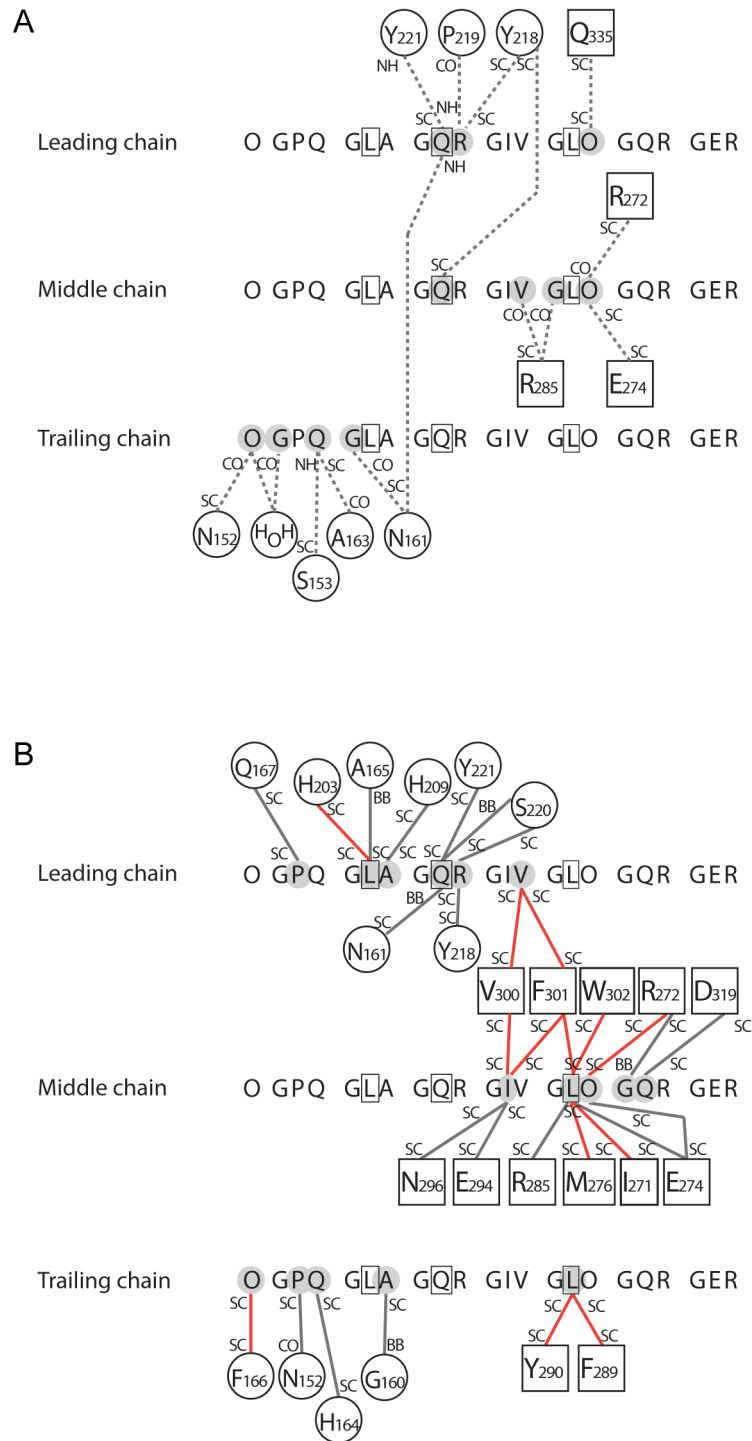 A
Y221 P219 Y218 Q335
NH CO SC SC SC
NH
SC SC
Leading chain O GPQ GLA GQR GIV GLO GQR GER
NH
R272
SC
SC CO
Middle chain O GPQ GLA GQR GIV GLO GQR GER
CO CO SC
SC SC
R285 E274
Trailing chain O GPQ GLA GQR GIV GLO GQR GER
CO CO NH SC CO
SC SC
SC CO
N152 HOH A163 N161
S153
B
Q167 H203 A165 H209 Y221 S220
SC SC BB SC SC BB
SC SC SC SC SC SC SC
Leading chain O GPQ GLA GQR GIV GLO GQR GER
BB SC SC SC
SC SC
N161 Y218
SC SC
V300 F301 W302 R272 D319
SC SC SC SC SC SC
SC SC SC SC BB SC
Middle chain O GPQ GLA GQR GIV GLO GQR GER
SC SC SC SC
SC SC SC SC SC SC
N296 E294 R285 M276 I271 E274
Trailing chain O GPQ GLA GQR GIV GLO GQR GER
SC SC SC SC SC SC
SC CO SC BB SC SC
F166 N152 G160 Y290 F289
H164